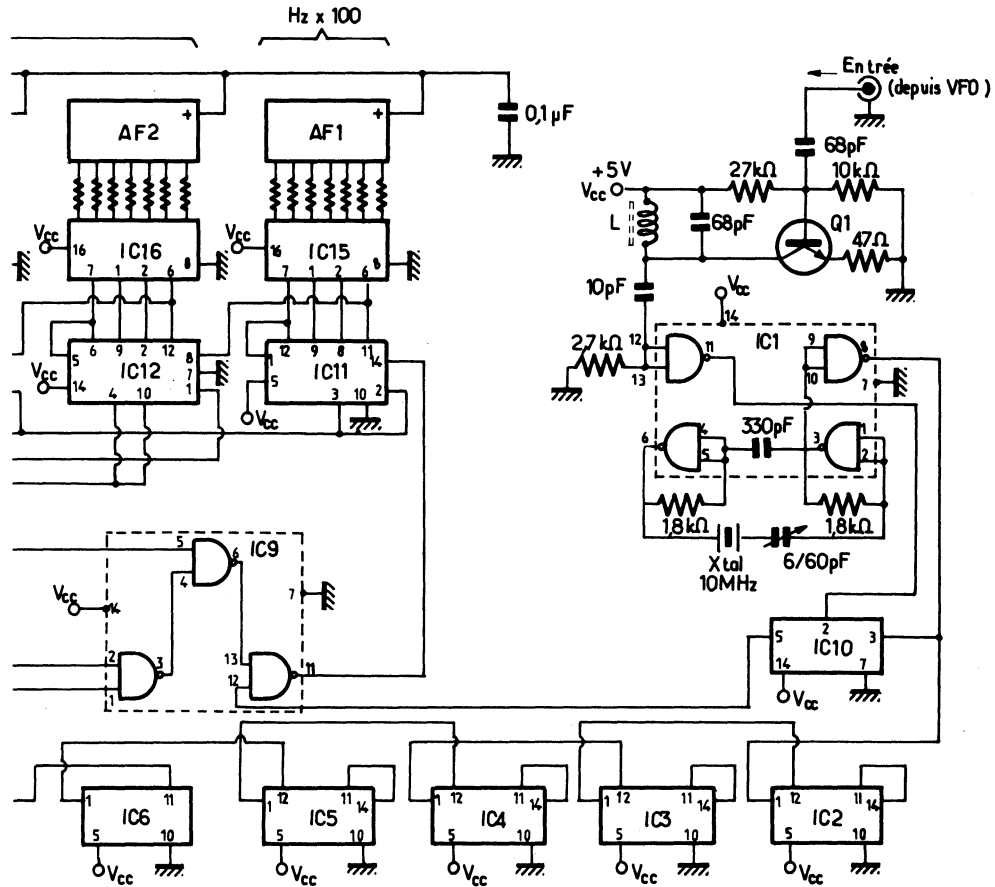 Hz x 100
Entrée
(depuis VFO)
AF2 +
AF1 +
0,1µF
68pF
27kΩ
10kΩ
+5V
Vcc
L
68pF
Q1
47Ω
Vcc
16
IC16
8
7 1 2 6
Vcc
16
IC15
8
7 1 2 6
10pF
Vcc
14
6 9 2 12
5
8
IC12
7
Vcc
14
1
4 10
12 9 8 11
1
14
5
IC11
2
3 10
Vcc
2,7kΩ
12
13
11
IC1
9
10
8
7
330pF
6
4
5
3
1
2
1,8kΩ
1,8kΩ
Xtal
10MHz
6/60pF
IC9
5
4
6
Vcc
14
7
2
1
3
13
12
11
5
2
3
IC10
14
7
Vcc
1
11
IC6
5
10
Vcc
1
12
11
14
IC5
5
10
Vcc
1
12
11
14
IC4
5
10
Vcc
1
12
11
14
IC3
5
10
Vcc
1
12
11
14
IC2
5
10
Vcc